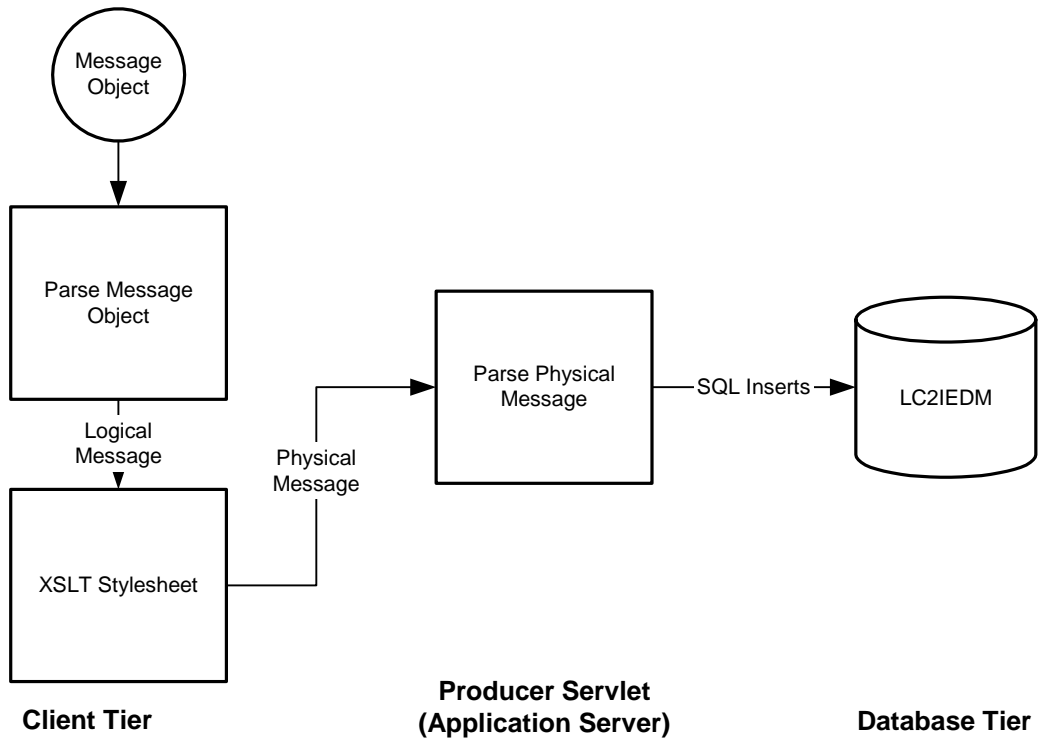 Message
Object
Parse Message
Object
Logical
Message
XSLT Stylesheet
Physical
Message
Parse Physical
Message
SQL Inserts
LC2IEDM
Client Tier
Producer Servlet
(Application Server)
Database Tier